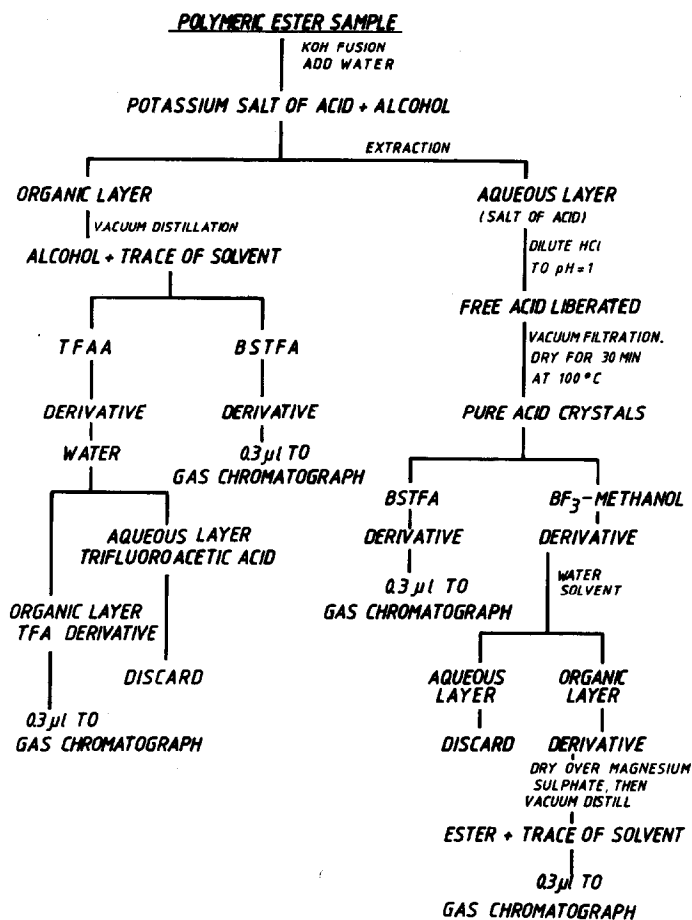 POLYMERIC ESTER SAMPLE
KOH FUSION
ADD WATER
POTASSIUM SALT OF ACID + ALCOHOL
EXTRACTION
ORGANIC LAYER
VACUUM DISTILLATION
ALCOHOL + TRACE OF SOLVENT
TFAA
DERIVATIVE
WATER
ORGANIC LAYER
TFA DERIVATIVE
0.3 µl TO
GAS CHROMATOGRAPH
AQUEOUS LAYER
TRIFLUOROACETIC ACID
DISCARD
BSTFA
DERIVATIVE
0.3 µl TO
GAS CHROMATOGRAPH
AQUEOUS LAYER
(SALT OF ACID)
DILUTE HCl
TO pH = 1
FREE ACID LIBERATED
VACUUM FILTRATION.
DRY FOR 30 MIN
AT 100 °C
PURE ACID CRYSTALS
BSTFA
DERIVATIVE
0.3 µl TO
GAS CHROMATOGRAPH
BF3-METHANOL
DERIVATIVE
WATER
SOLVENT
AQUEOUS
LAYER
DISCARD
ORGANIC
LAYER
DERIVATIVE
DRY OVER MAGNESIUM
SULPHATE, THEN
VACUUM DISTILL
ESTER + TRACE OF SOLVENT
0.3 µl TO
GAS CHROMATOGRAPH